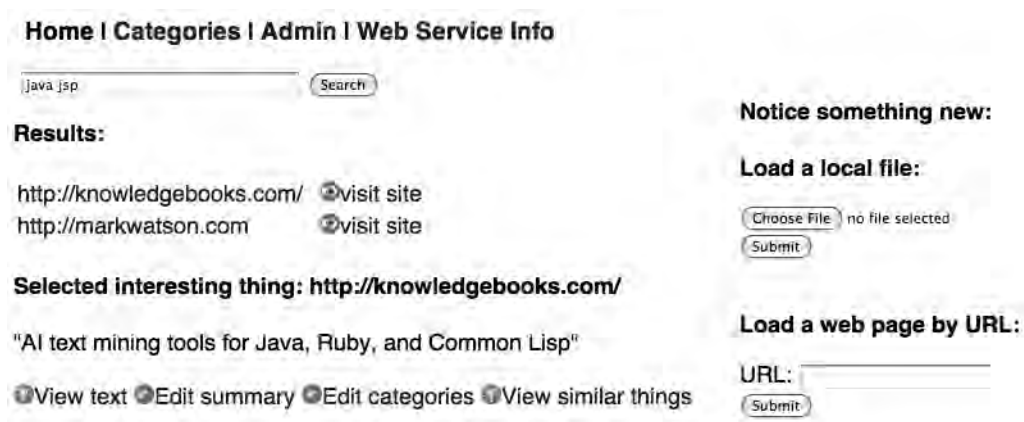 Home | Categories | Admin | Web Service Info
java jsp Search
Results:
http://knowledgebooks.com/ visit site
http://markwatson.com visit site
Selected interesting thing: http://knowledgebooks.com/
"AI text mining tools for Java, Ruby, and Common Lisp"
View text Edit summary Edit categories View similar things
Notice something new:
Load a local file:
Choose File no file selected
Submit
Load a web page by URL:
URL:
Submit